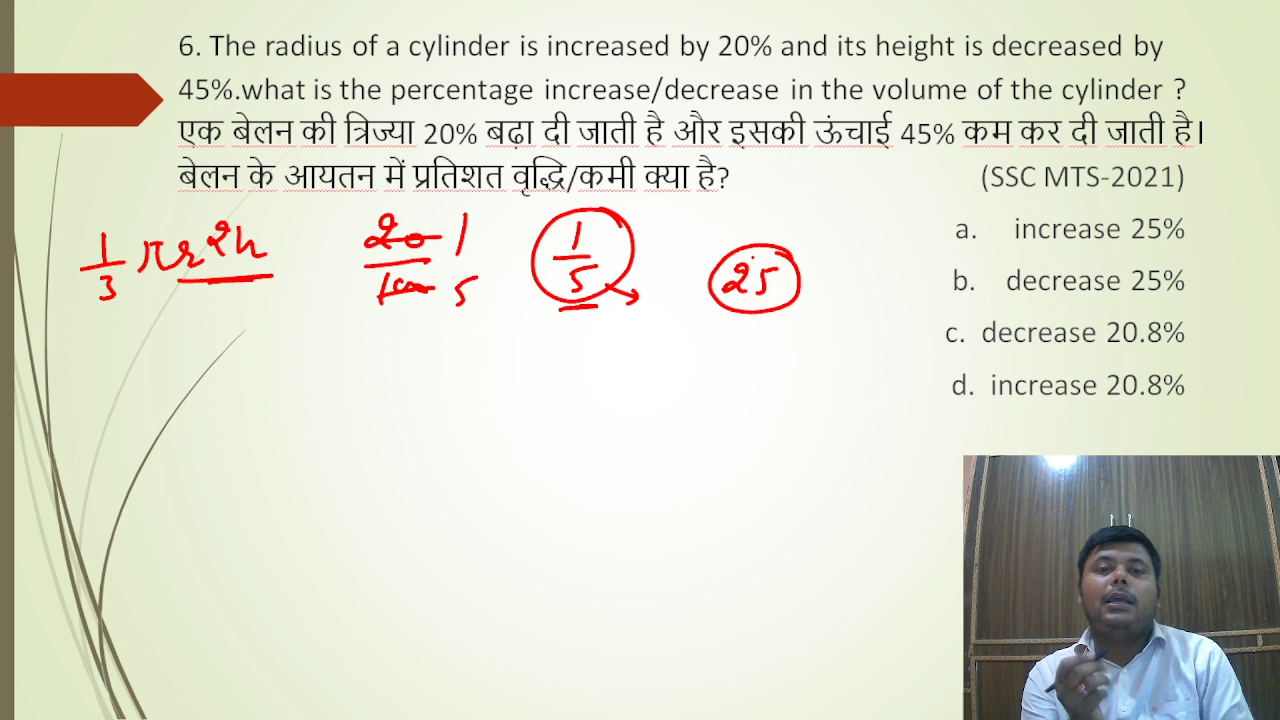 6. The radius of a cylinder is increased by 20% and its height is decreased by
45%.what is the percentage increase/decrease in the volume of the cylinder ?
एक बेलन की त्रिज्या 20% बढ़ा दी जाती है और इसकी ऊंचाई 45% कम कर दी जाती है।
बेलन के आयतन में प्रतिशत वृद्धि/कमी क्या है? (SSC MTS-2021)
a. increase 25%
b. decrease 25%
c. decrease 20.8%
d. increase 20.8%
1/3 πr2h 20/100 1/5 1/5 25